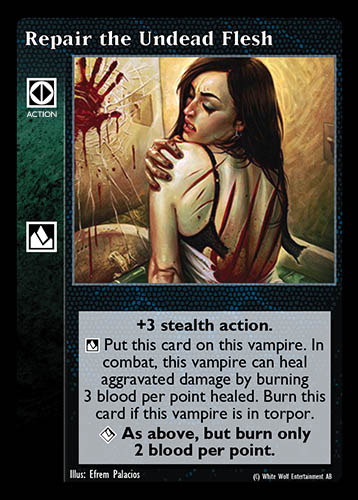 Repair the Undead Flesh
ACTION
+3 stealth action.
Put this card on this vampire. In
combat, this vampire can heal
aggravated damage by burning
3 blood per point healed. Burn this
card if this vampire is in torpor.
As above, but burn only
2 blood per point.
Illus: Efrem Palacios
(C) White Wolf Entertainment AB